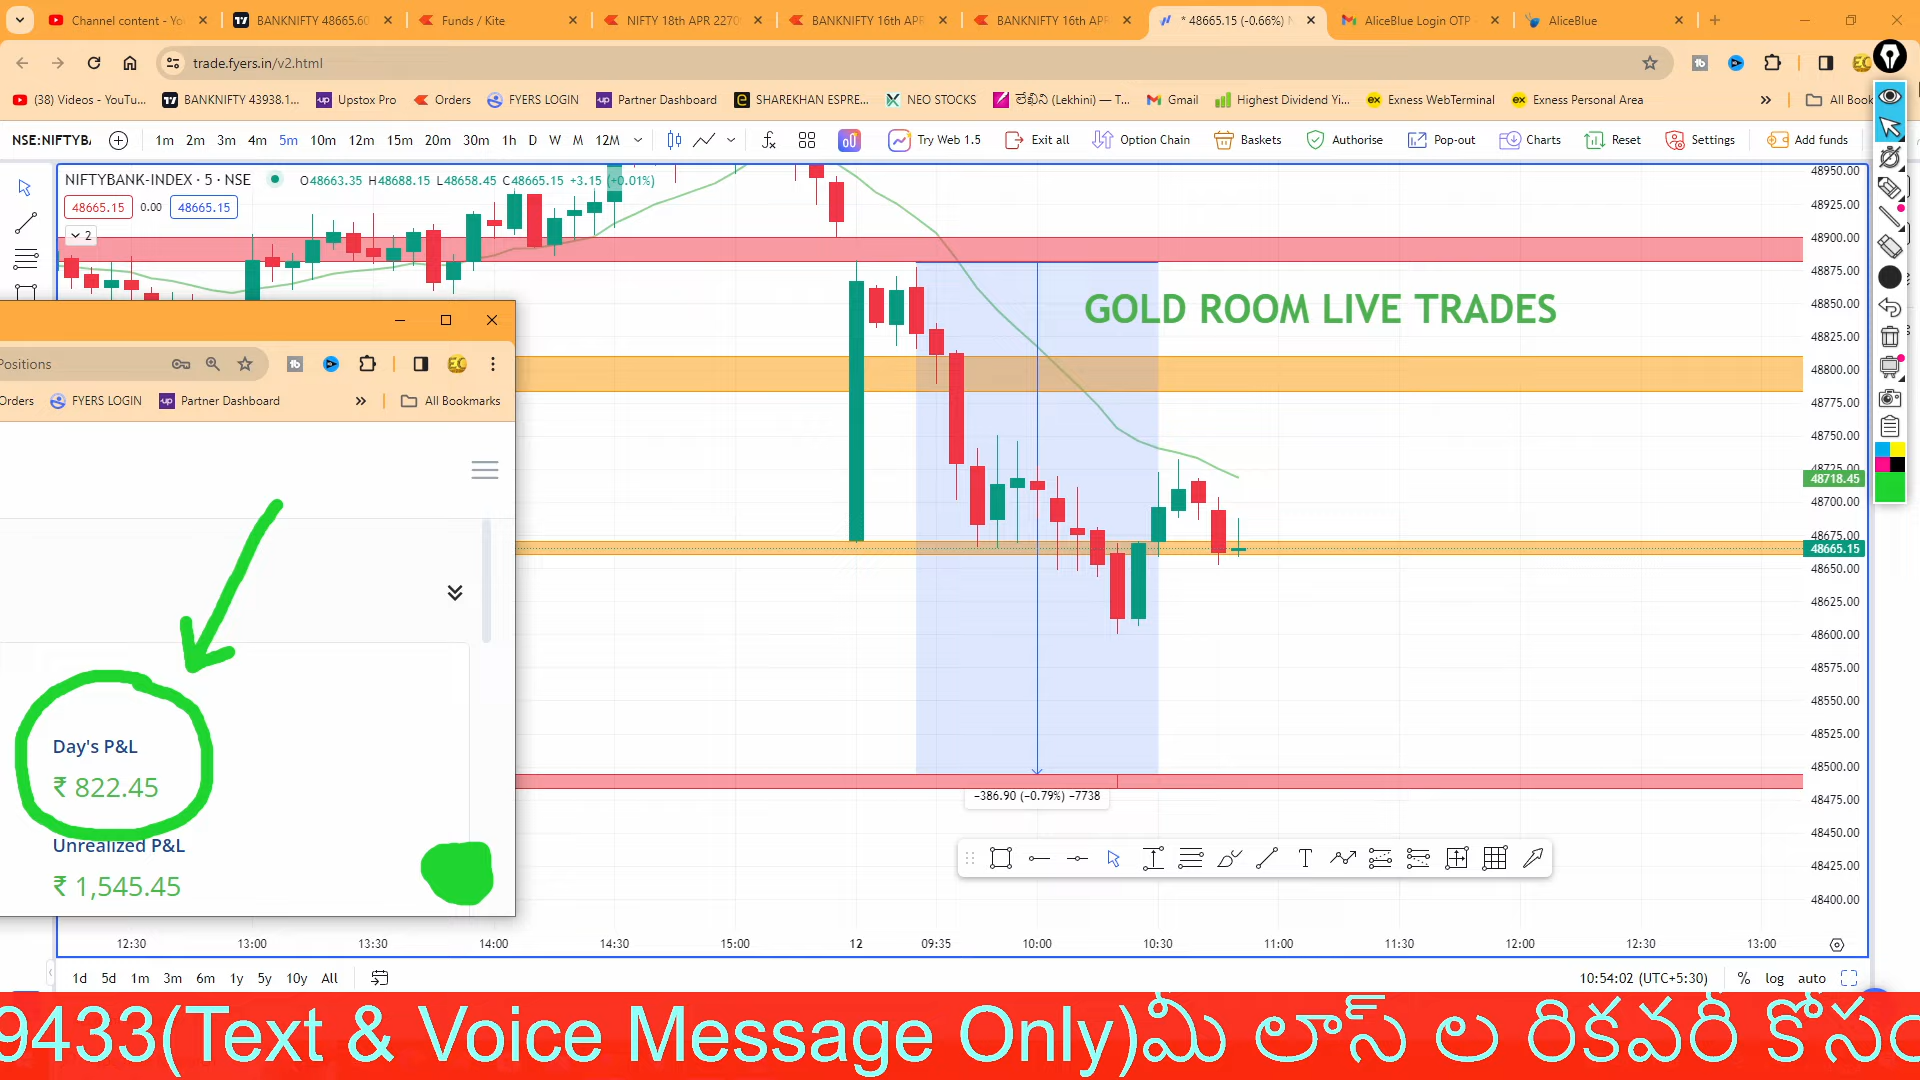 Channel content - Yo
BANKNIFTY 48665.60
Funds / Kite
NIFTY 18th APR 2270
BANKNIFTY 16th APR
BANKNIFTY 16th APR
* 48665.15 (-0.66%) N
AliceBlue Login OTP
AliceBlue
trade.fyers.in/v2.html
(38) Videos - YouTu...
BANKNIFTY 43938.1...
Upstox Pro
Orders
FYERS LOGIN
Partner Dashboard
SHAREKHAN ESPRE...
NEO STOCKS
లేఖిని (Lekhini) — T...
Gmail
Highest Dividend Yi...
Exness WebTerminal
Exness Personal Area
All Book
NSE:NIFTYB
1m 2m 3m 4m 5m 10m 12m 15m 20m 30m 1h D W M 12M
Try Web 1.5
Exit all
Option Chain
Baskets
Authorise
Pop-out
Charts
Reset
Settings
Add funds
NIFTYBANK-INDEX · 5 · NSE
O48663.35 H48688.15 L48658.45 C48665.15 +3.15 (+0.01%)
48665.15 0.00 48665.15
2
GOLD ROOM LIVE TRADES
Positions
Orders
FYERS LOGIN
Partner Dashboard
All Bookmarks
Day's P&L
₹ 822.45
Unrealized P&L
₹ 1,545.45
−386.90 (−0.79%) −7738
48950.00
48925.00
48900.00
48875.00
48850.00
48825.00
48800.00
48775.00
48750.00
48725.00
48718.45
48700.00
48675.00
48665.15
48650.00
48625.00
48600.00
48575.00
48550.00
48525.00
48500.00
48475.00
48450.00
48425.00
48400.00
12:30 13:00 13:30 14:00 14:30 15:00 12 09:35 10:00 10:30 11:00 11:30 12:00 12:30 13:00
1d 5d 1m 3m 6m 1y 5y 10y All
10:54:02 (UTC+5:30) % log auto
9433(Text & Voice Message Only)మీ లాస్ ల రికవరీ కోసం